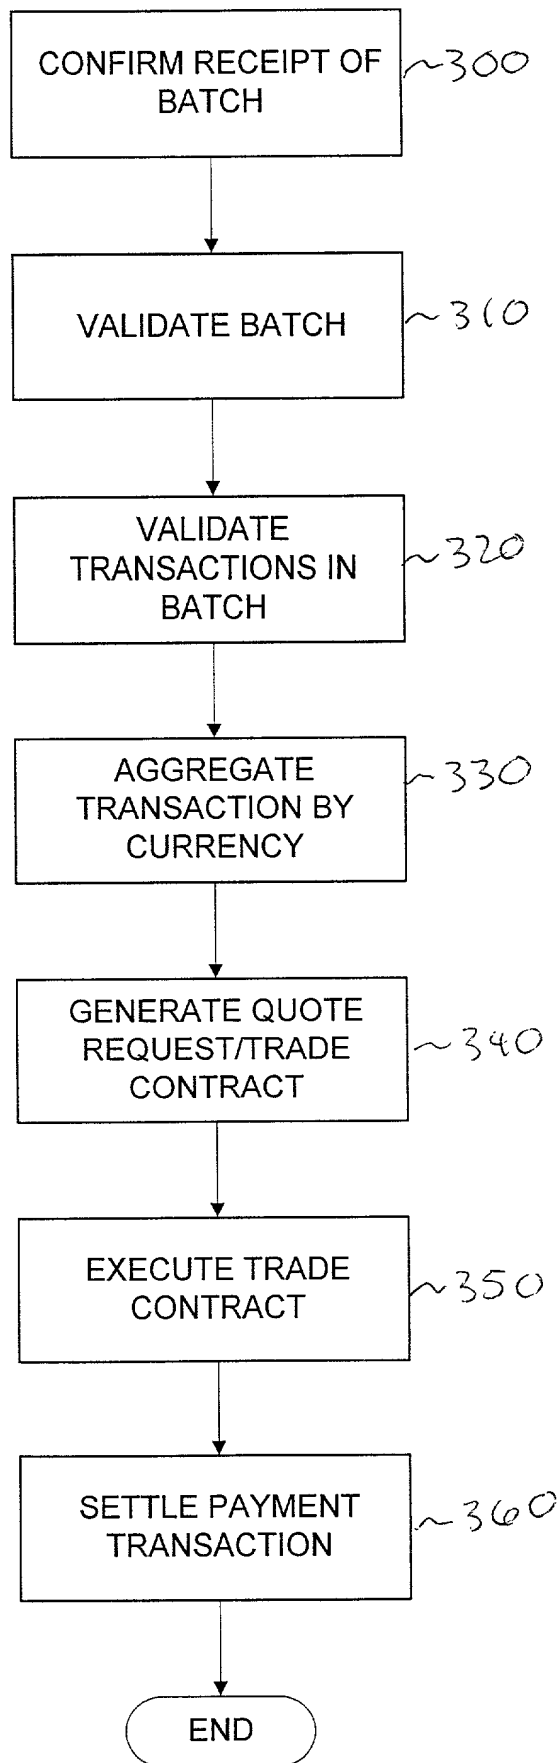 CONFIRM RECEIPT OF
BATCH
~300
VALIDATE BATCH
~310
VALIDATE
TRANSACTIONS IN
BATCH
~320
AGGREGATE
TRANSACTION BY
CURRENCY
~330
GENERATE QUOTE
REQUEST/TRADE
CONTRACT
~340
EXECUTE TRADE
CONTRACT
~350
SETTLE PAYMENT
TRANSACTION
~360
END